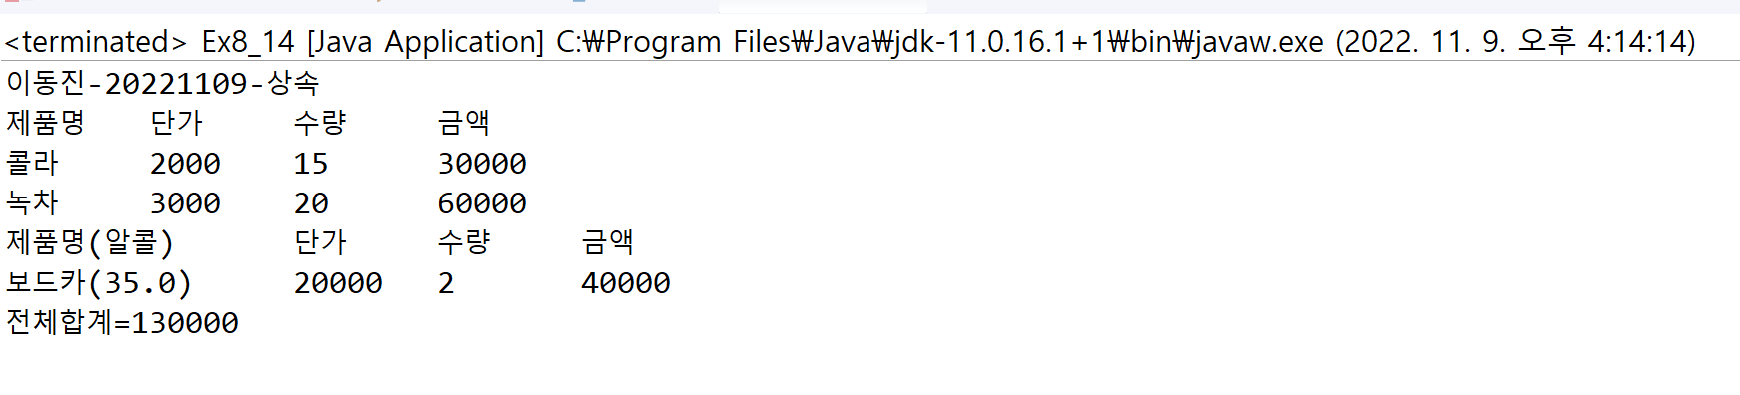 <terminated> Ex8_14 [Java Application] C:₩Program Files₩Java₩jdk-11.0.16.1+1₩bin₩javaw.exe (2022. 11. 9. 오후 4:14:14)
이동진-20221109-상속
제품명 단가 수량 금액
콜라 2000 15 30000
녹차 3000 20 60000
제품명(알콜) 단가 수량 금액
보드카(35.0) 20000 2 40000
전체합계=130000